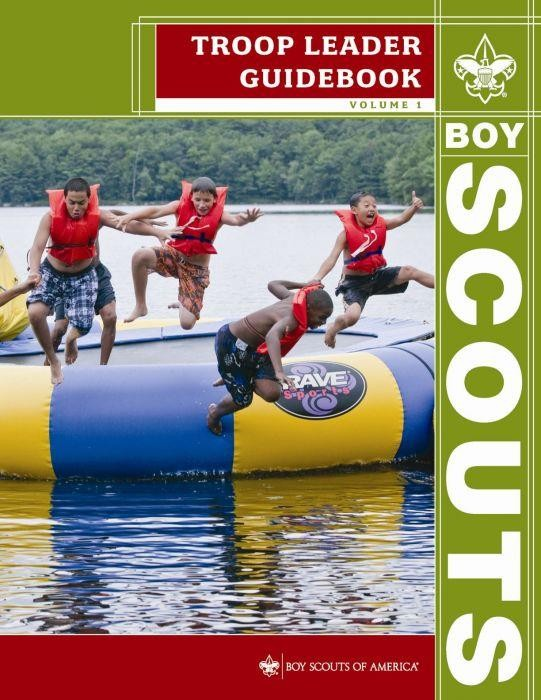 TROOP LEADER
GUIDEBOOK
VOLUME 1
BOY
SCOUTS
RAVE
Sports
BOY SCOUTS OF AMERICA®